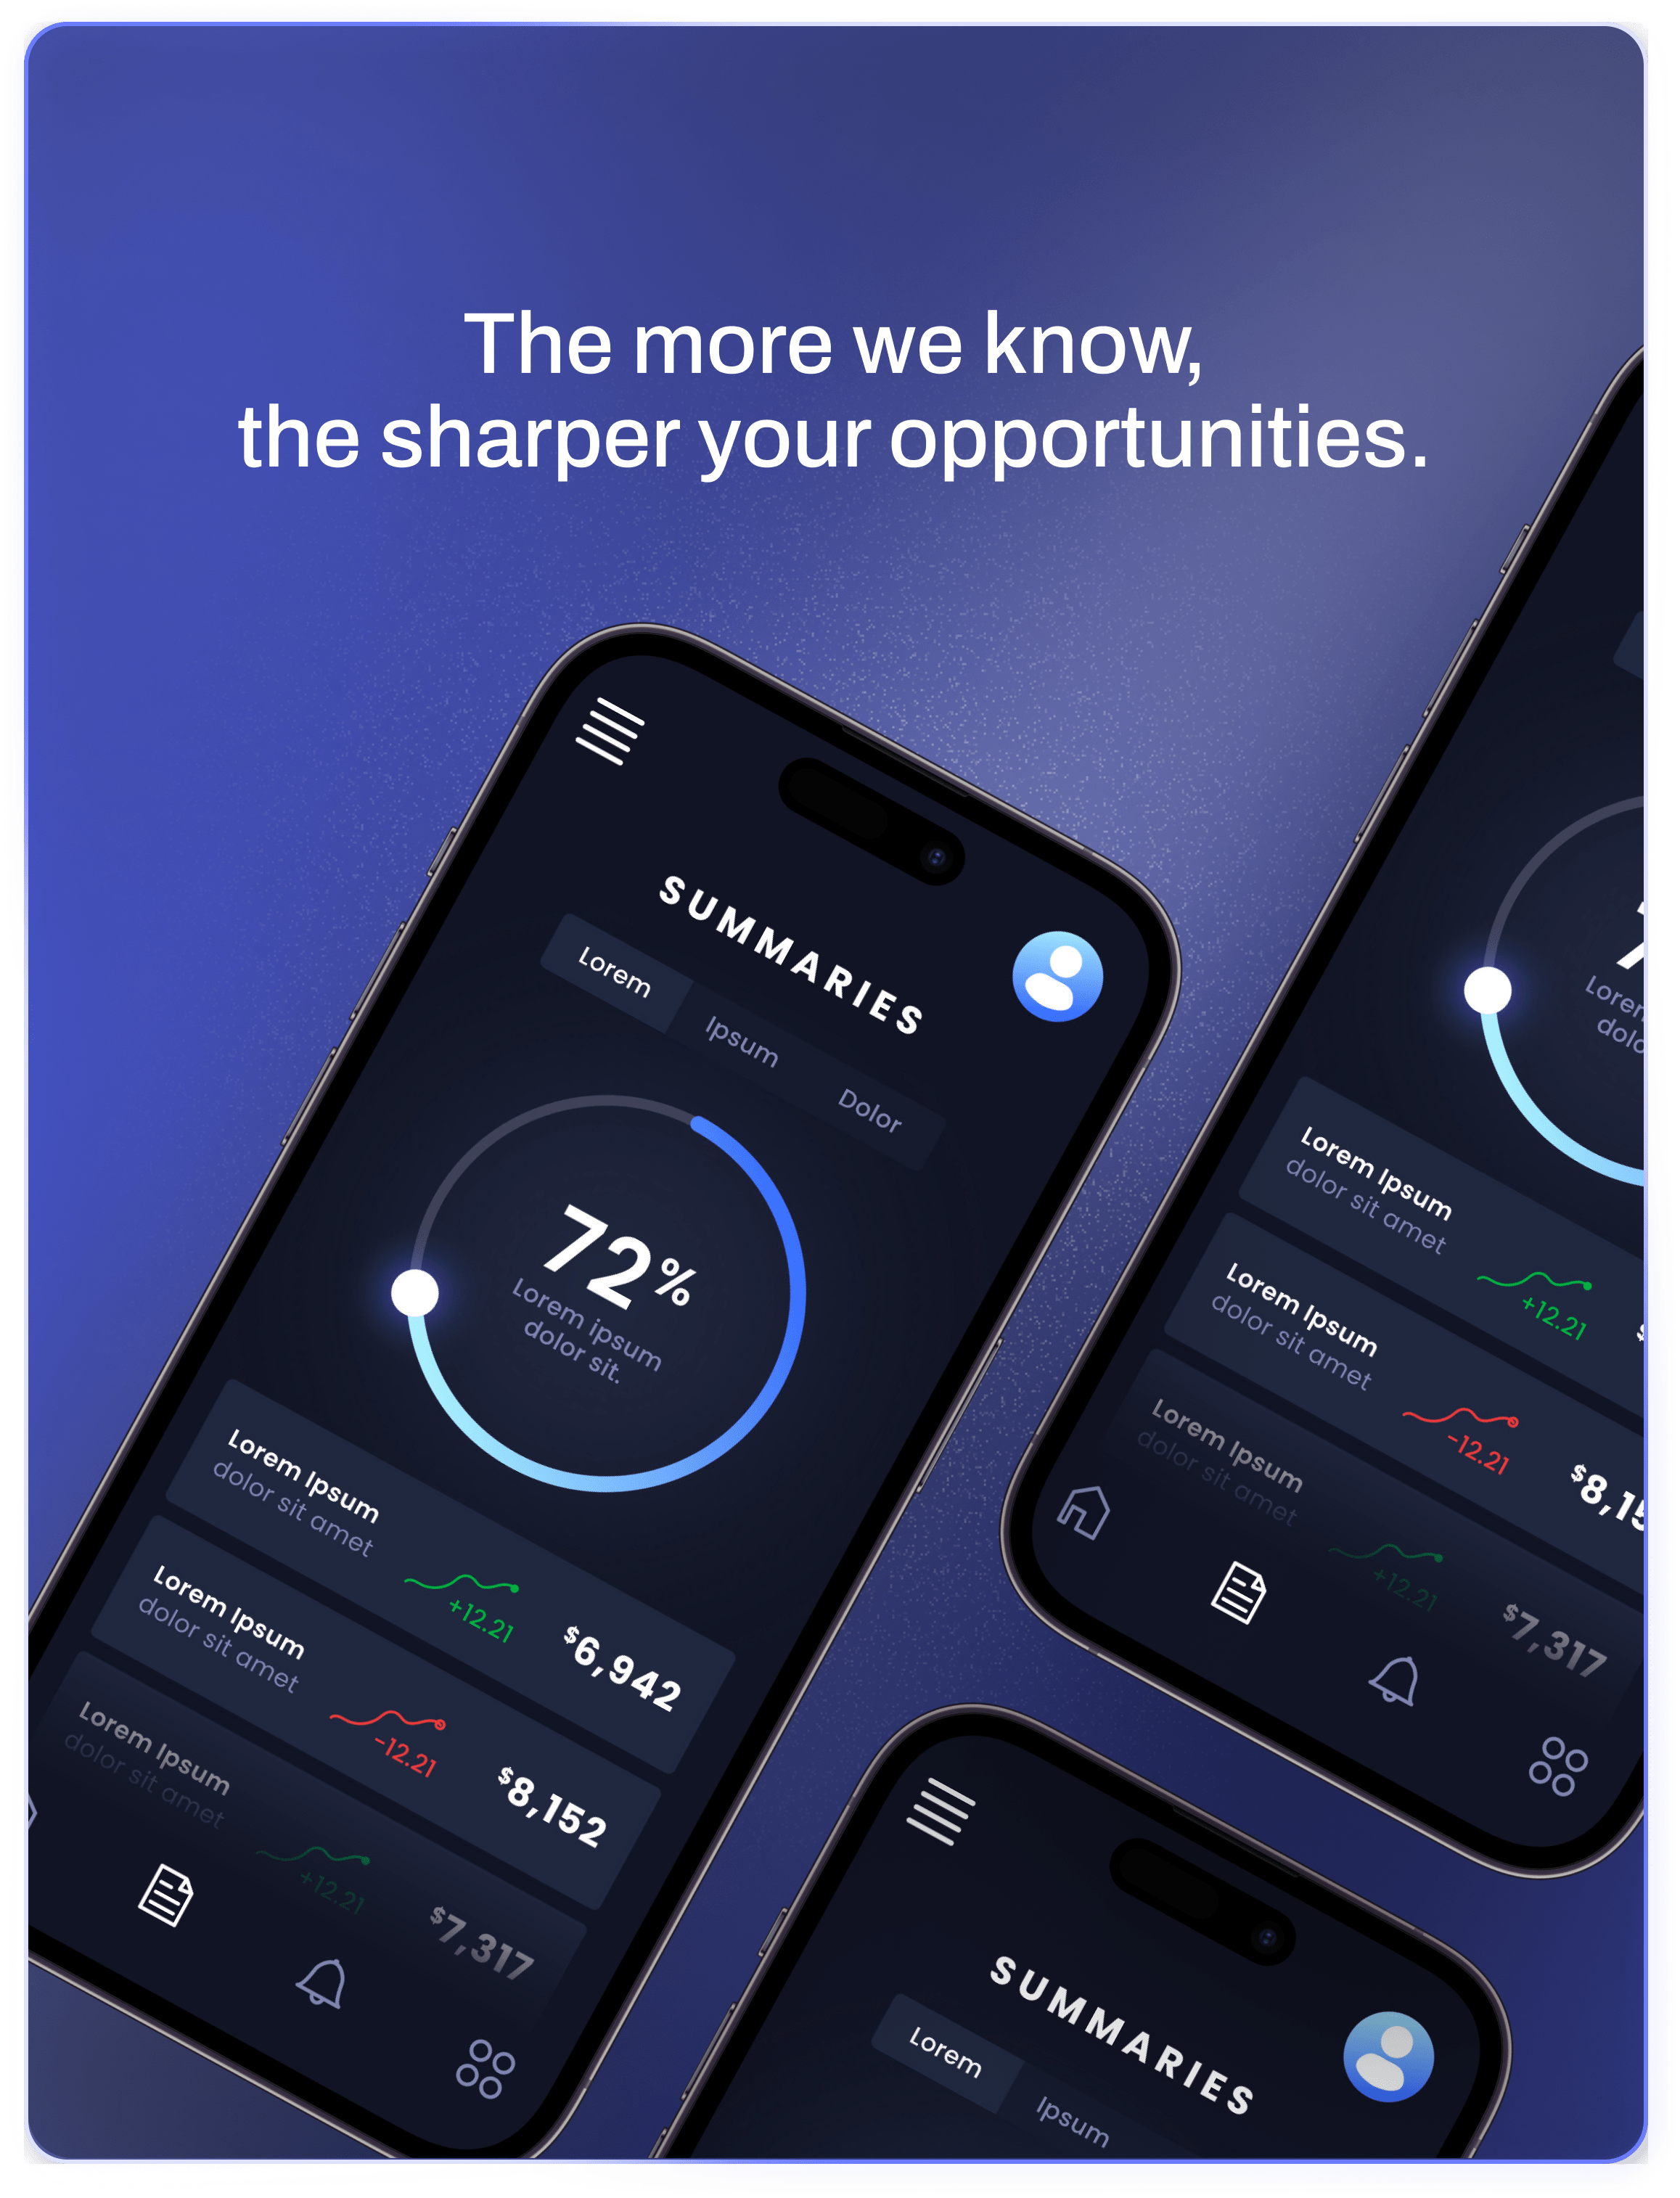 The more we know,
the sharper your opportunities.
SUMMARIES
Lorem
Ipsum
Dolor
72%
Lorem ipsum
dolor sit.
Lorem Ipsum
dolor sit amet
+12.21
$6,942
Lorem Ipsum
dolor sit amet
-12.21
$8,152
Lorem Ipsum
dolor sit amet
+12.21
$7,317
Lorem Ipsum
dolor sit amet
+12.21
Lorem Ipsum
dolor sit amet
-12.21
Lorem Ipsum
dolor sit amet
+12.21
$7,317
SUMMARIES
Lorem
Ipsum